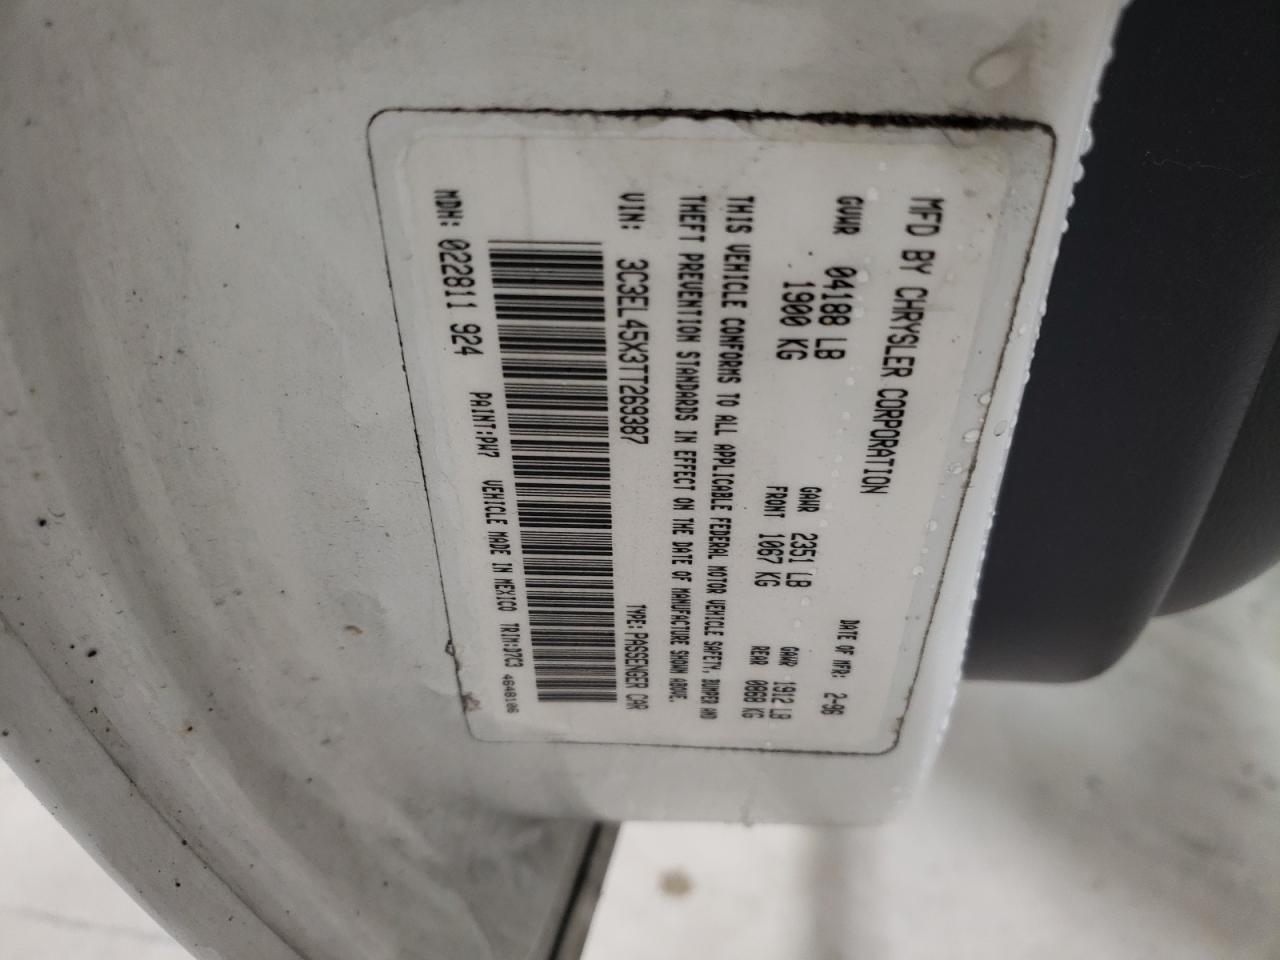 MFD BY CHRYSLER CORPORATION DATE OF MFR: 2-96
GVWR 04188 LB GAWR 2351 LB GAWR 1912 LB
1900 KG FRONT 1067 KG REAR 0868 KG
THIS VEHICLE CONFORMS TO ALL APPLICABLE FEDERAL MOTOR VEHICLE SAFETY, BUMPER AND
THEFT PREVENTION STANDARDS IN EFFECT ON THE DATE OF MANUFACTURE SHOWN ABOVE.
VIN: 3C3EL45X3TT269387 TYPE: PASSENGER CAR
MDH: 022811 924 PAINT:PW7 VEHICLE MADE IN MEXICO TRIM:D7C3 4648106